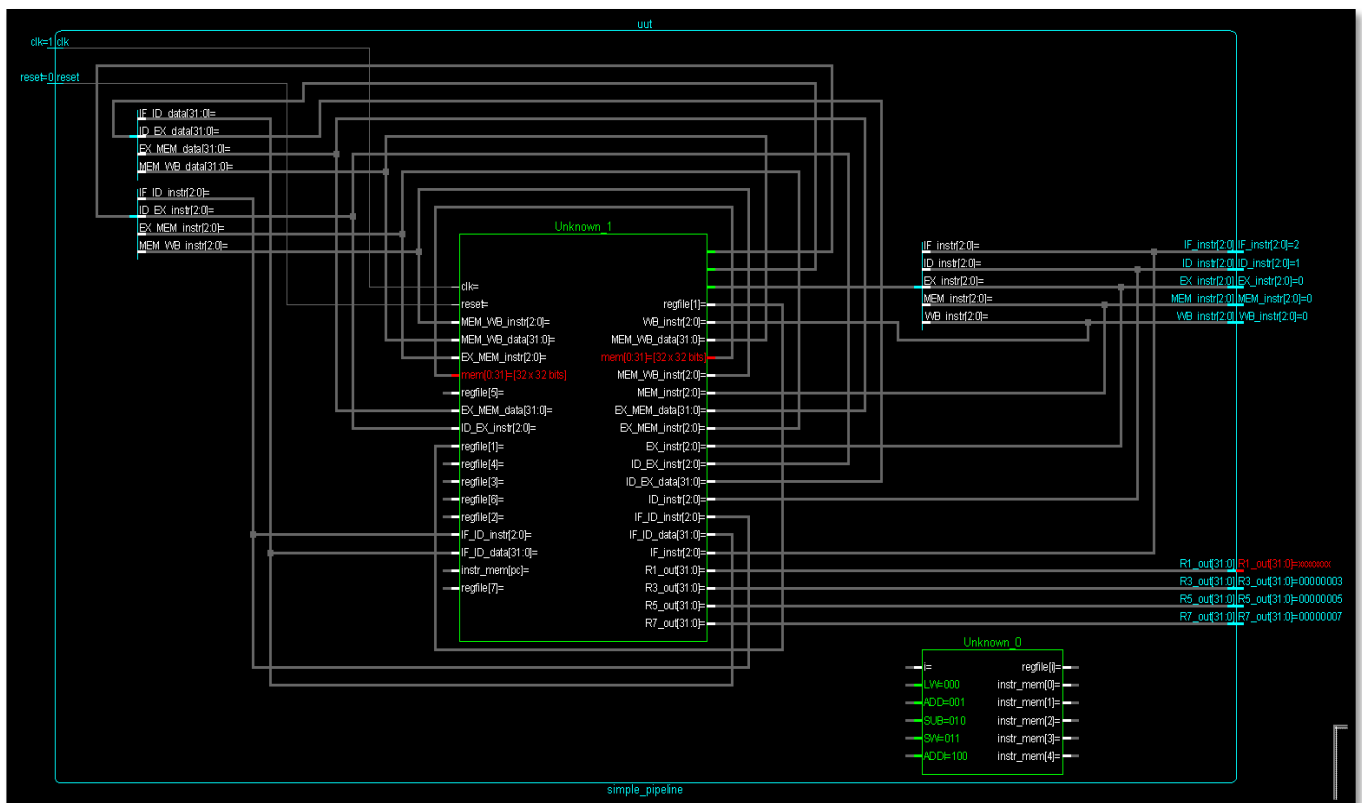 uut
clk=1 clk
reset=0 reset
IF_ID_data[31:0]=
ID_EX_data[31:0]=
EX_MEM_data[31:0]=
MEM_WB_data[31:0]=
IF_ID_instr[2:0]=
ID_EX_instr[2:0]=
EX_MEM_instr[2:0]=
MEM_WB_instr[2:0]=
Unknown_1
clk=
reset=
MEM_WB_instr[2:0]=
MEM_WB_data[31:0]=
EX_MEM_instr[2:0]=
mem[0:31]=[32 x 32 bits]
regfile[5]=
EX_MEM_data[31:0]=
ID_EX_instr[2:0]=
regfile[1]=
regfile[4]=
regfile[3]=
regfile[6]=
regfile[2]=
IF_ID_instr[2:0]=
IF_ID_data[31:0]=
instr_mem[pc]=
regfile[7]=
regfile[1]=
WB_instr[2:0]=
MEM_WB_data[31:0]=
mem[0:31]=[32 x 32 bits]
MEM_WB_instr[2:0]=
MEM_instr[2:0]=
EX_MEM_data[31:0]=
EX_MEM_instr[2:0]=
EX_instr[2:0]=
ID_EX_instr[2:0]=
ID_EX_data[31:0]=
ID_instr[2:0]=
IF_ID_instr[2:0]=
IF_ID_data[31:0]=
IF_instr[2:0]=
R1_out[31:0]=
R3_out[31:0]=
R5_out[31:0]=
R7_out[31:0]=
IF_instr[2:0]=
ID_instr[2:0]=
EX_instr[2:0]=
MEM_instr[2:0]=
WB_instr[2:0]=
IF_instr[2:0] IF_instr[2:0]=2
ID_instr[2:0] ID_instr[2:0]=1
EX_instr[2:0] EX_instr[2:0]=0
MEM_instr[2:0] MEM_instr[2:0]=0
WB_instr[2:0] WB_instr[2:0]=0
R1_out[31:0] R1_out[31:0]=xxxxxxxx
R3_out[31:0] R3_out[31:0]=00000003
R5_out[31:0] R5_out[31:0]=00000005
R7_out[31:0] R7_out[31:0]=00000007
Unknown_0
i=
LW=000
ADD=001
SUB=010
SW=011
ADDI=100
regfile[i]=
instr_mem[0]=
instr_mem[1]=
instr_mem[2]=
instr_mem[3]=
instr_mem[4]=
simple_pipeline